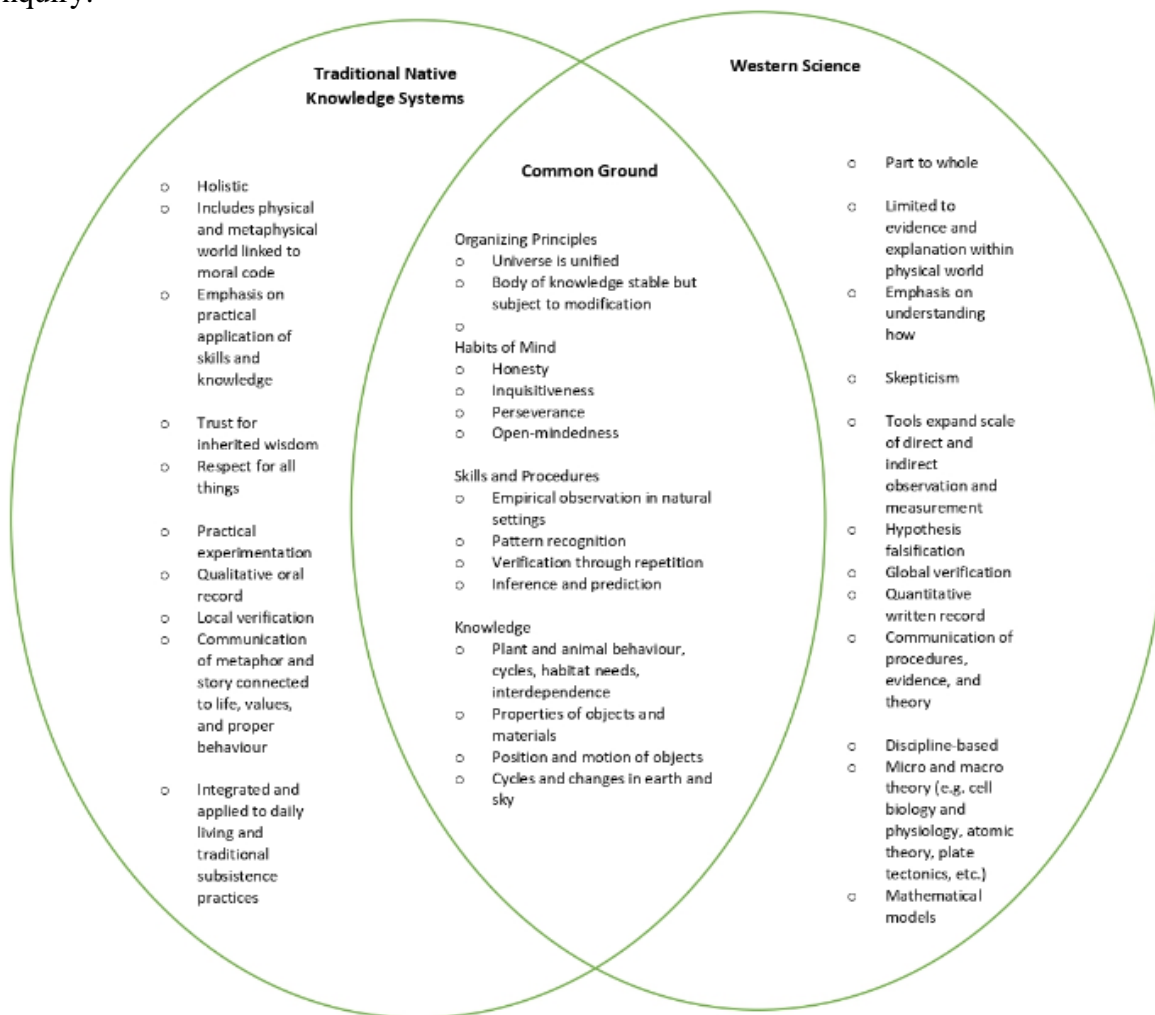 Traditional Native
Knowledge Systems
○ Holistic
○ Includes physical
and metaphysical
world linked to
moral code
○ Emphasis on
practical
application of
skills and
knowledge
○ Trust for
inherited wisdom
○ Respect for all
things
○ Practical
experimentation
○ Qualitative oral
record
○ Local verification
○ Communication
of metaphor and
story connected
to life, values,
and proper
behaviour
○ Integrated and
applied to daily
living and
traditional
subsistence
practices
Common Ground
Organizing Principles
○ Universe is unified
○ Body of knowledge stable but
subject to modification
○
Habits of Mind
○ Honesty
○ Inquisitiveness
○ Perseverance
○ Open-mindedness
Skills and Procedures
○ Empirical observation in natural
settings
○ Pattern recognition
○ Verification through repetition
○ Inference and prediction
Knowledge
○ Plant and animal behaviour,
cycles, habitat needs,
interdependence
○ Properties of objects and
materials
○ Position and motion of objects
○ Cycles and changes in earth and
sky
Western Science
○ Part to whole
○ Limited to
evidence and
explanation within
physical world
○ Emphasis on
understanding
how
○ Skepticism
○ Tools expand scale
of direct and
indirect
observation and
measurement
○ Hypothesis
falsification
○ Global verification
○ Quantitative
written record
○ Communication of
procedures,
evidence, and
theory
○ Discipline-based
○ Micro and macro
theory (e.g. cell
biology and
physiology, atomic
theory, plate
tectonics, etc.)
○ Mathematical
models